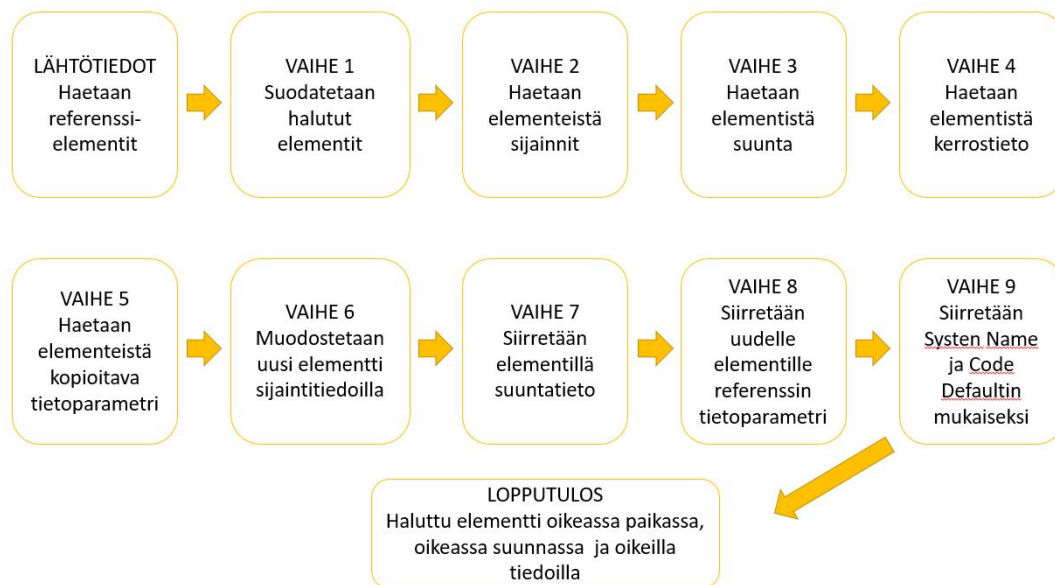 LÄHTÖTIEDOT
Haetaan
referenssi-
elementit
VAIHE 1
Suodatetaan
halutut
elementit
VAIHE 2
Haetaan
elementeistä
sijainnit
VAIHE 3
Haetaan
elementistä
suunta
VAIHE 4
Haetaan
elementistä
kerrostieto
VAIHE 5
Haetaan
elementeistä
kopioitava
tietoparametri
VAIHE 6
Muodostetaan
uusi elementti
sijaintitiedoilla
VAIHE 7
Siirretään
elementillä
suuntatieto
VAIHE 8
Siirretään
uudelle
elementille
referenssin
tietoparametri
VAIHE 9
Siirretään
Systen Name
ja Code
Defaultin
mukaiseksi
LOPPUTULOS
Haluttu elementti oikeassa paikassa,
oikeassa suunnassa ja oikeilla
tiedoilla